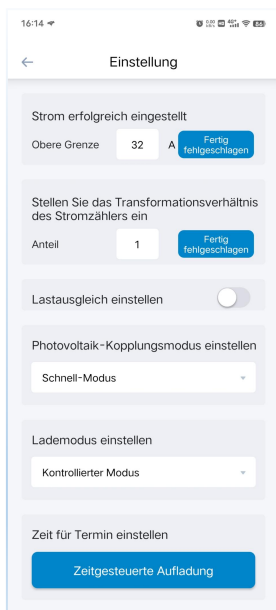 16:14
86
Einstellung
Strom erfolgreich eingestellt
Obere Grenze 32 A Fertig
fehlgeschlagen
Stellen Sie das Transformationsverhältnis
des Stromzählers ein
Anteil 1 Fertig
fehlgeschlagen
Lastausgleich einstellen
Photovoltaik-Kopplungsmodus einstellen
Schnell-Modus
Lademodus einstellen
Kontrollierter Modus
Zeit für Termin einstellen
Zeitgesteuerte Aufladung